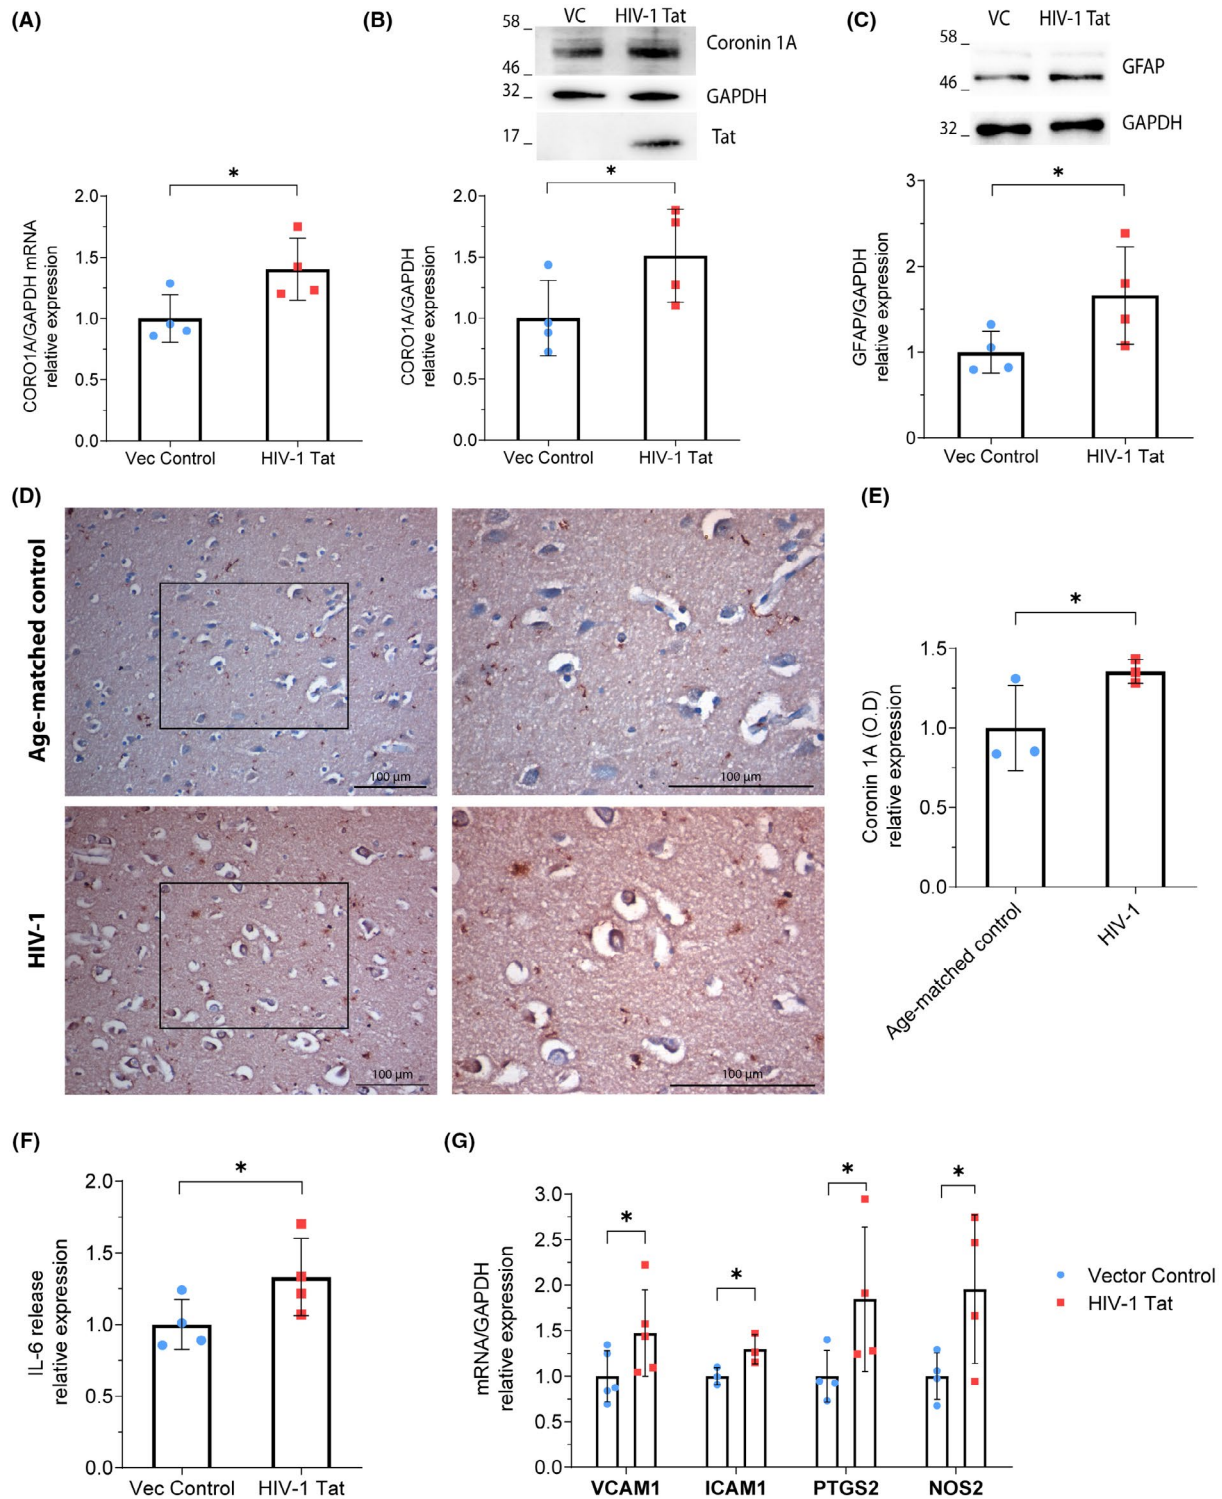 (A)
CORO1A/GAPDH mRNA
relative expression
2.0
1.5
1.0
0.5
0.0
*
Vec Control
HIV-1 Tat
(B)
VC
HIV-1 Tat
58
46
32
17
Coronin 1A
GAPDH
Tat
CORO1A/GAPDH
relative expression
2.0
1.5
1.0
0.5
0.0
*
Vec Control
HIV-1 Tat
(C)
VC
HIV-1 Tat
58
46
32
GFAP
GAPDH
GFAP/GAPDH
relative expression
3
2
1
0
*
Vec Control
HIV-1 Tat
(D)
Age-matched control
100 μm
100 μm
HIV-1
100 μm
100 μm
(E)
Coronin 1A (O.D)
relative expression
1.5
1.0
0.5
0.0
*
Age-matched control
HIV-1
(F)
IL-6 release
relative expression
2.0
1.5
1.0
0.5
0.0
*
Vec Control
HIV-1 Tat
(G)
mRNA/GAPDH
relative expression
3.0
2.5
2.0
1.5
1.0
0.5
0.0
*
*
*
*
VCAM1
ICAM1
PTGS2
NOS2
Vector Control
HIV-1 Tat